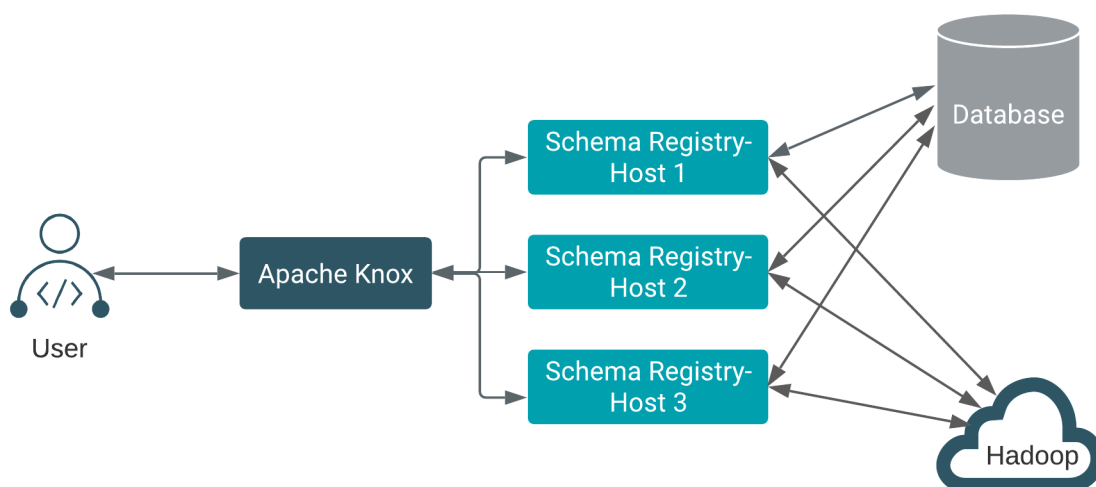 User
</>
Apache Knox
Schema Registry-
Host 1
Schema Registry-
Host 2
Schema Registry-
Host 3
Database
Hadoop